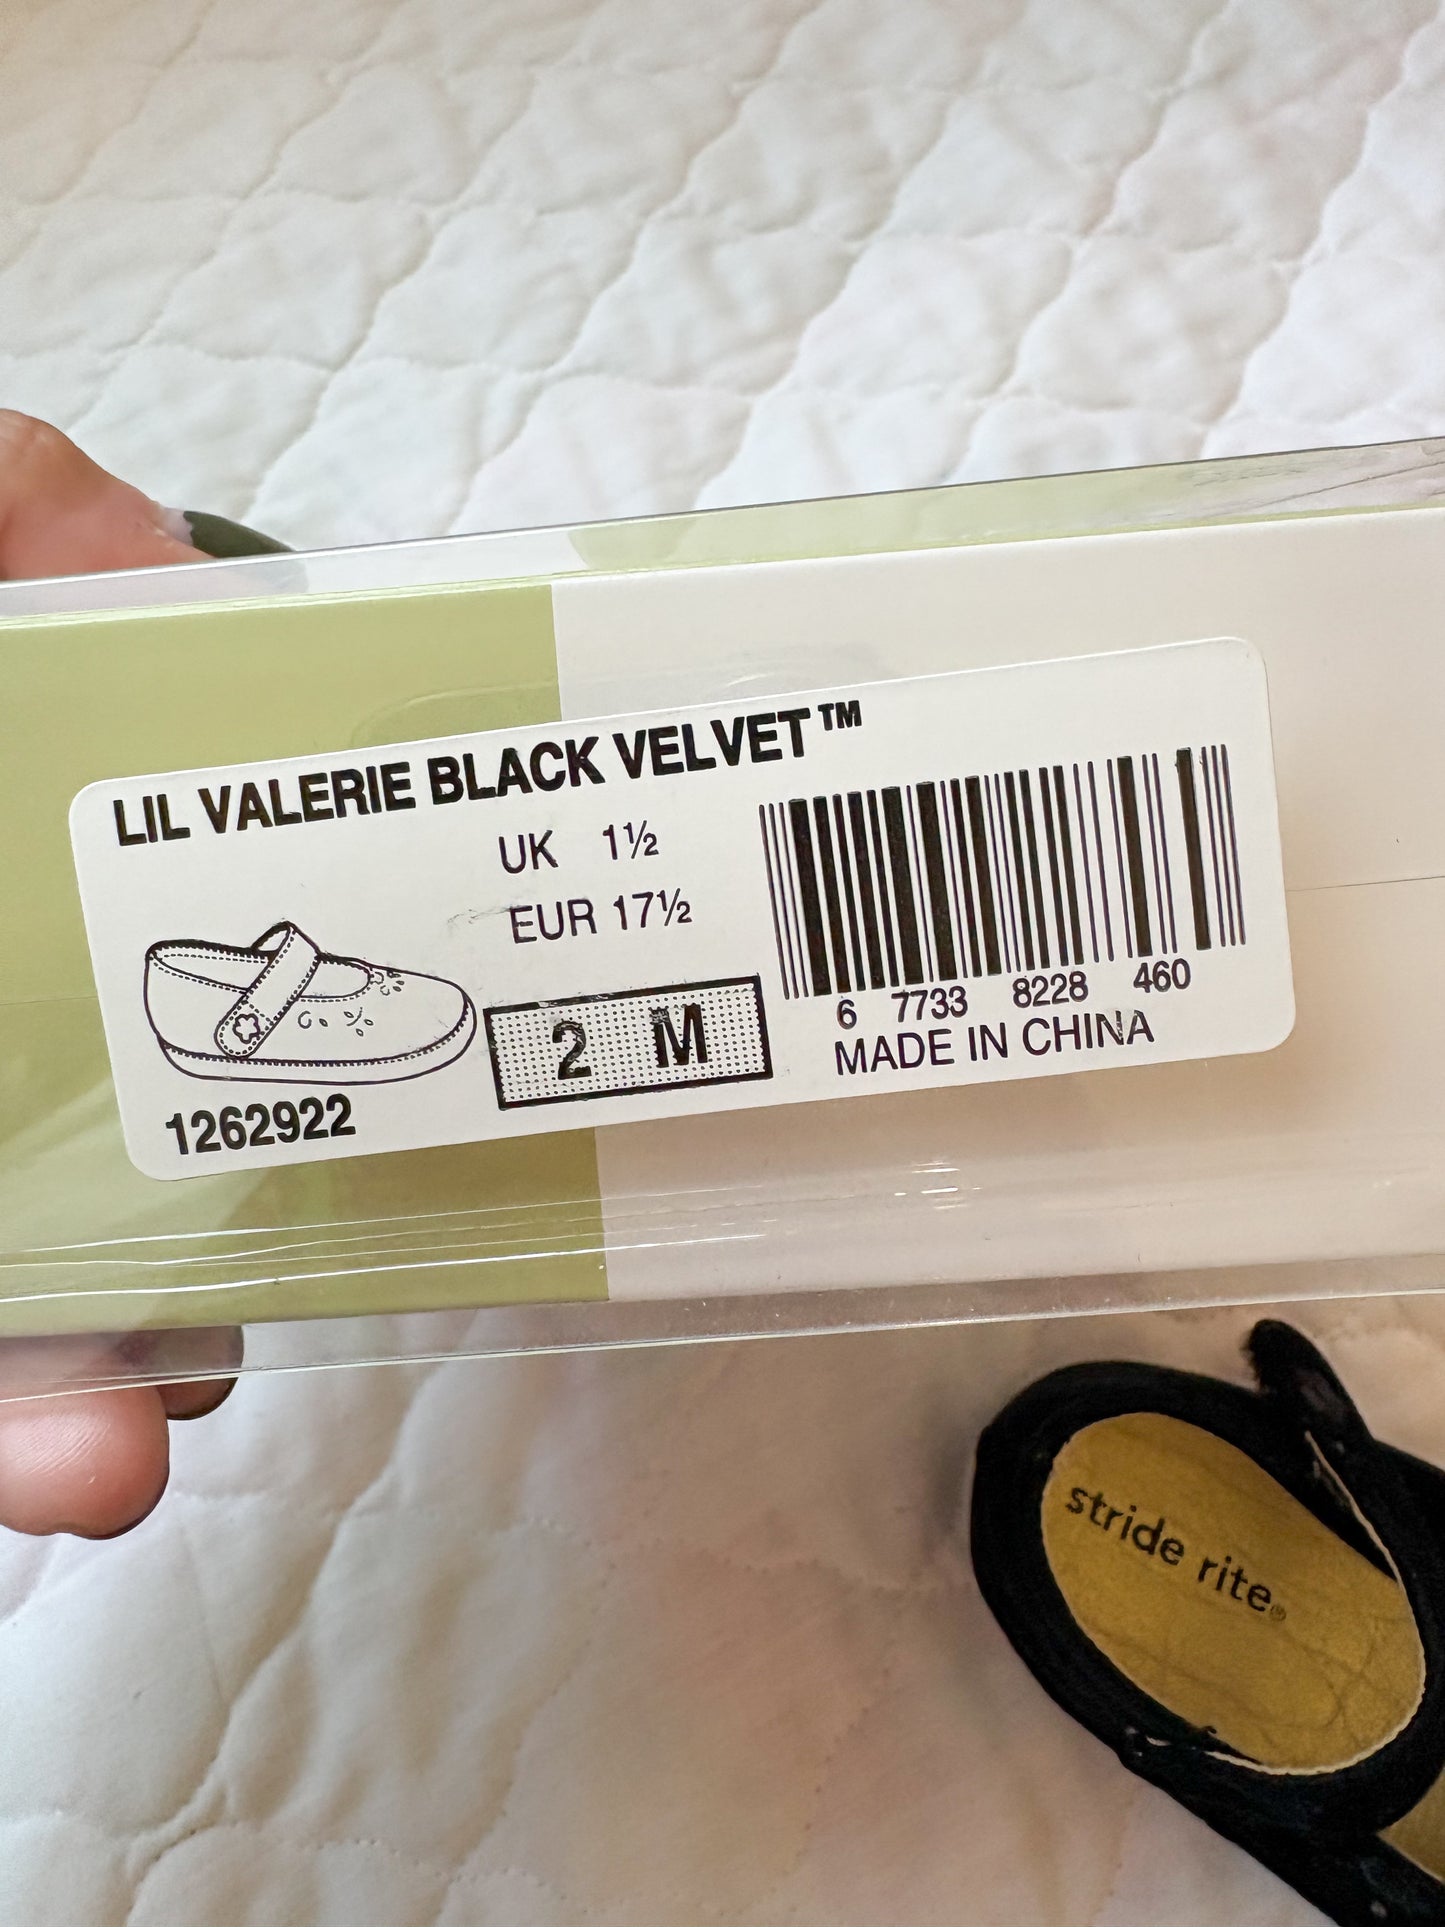 LIL VALERIE BLACK VELVET™
UK 1½
EUR 17½
2 M
6 7733 8228 460
MADE IN CHINA
1262922
stride rite®